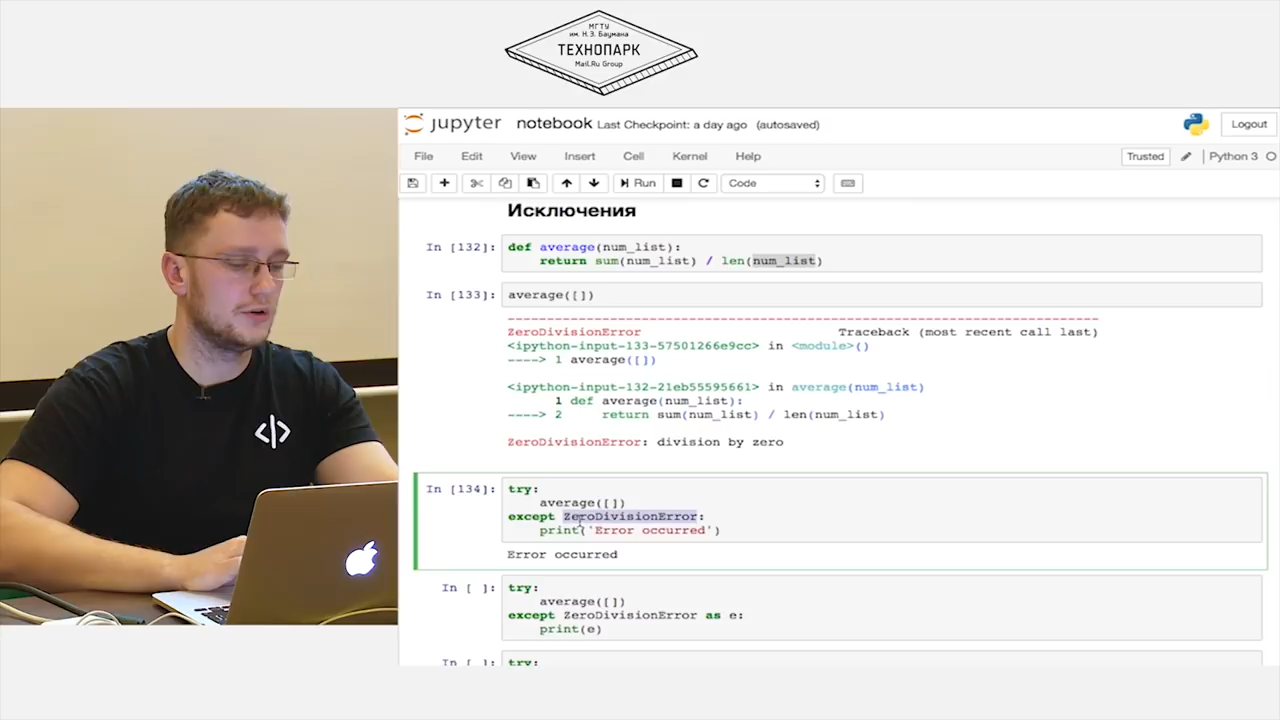 МГТУ
им. Н.Э. Баумана
ТЕХНОПАРК
Mail.Ru Group
jupyter notebook Last Checkpoint: a day ago (autosaved)
Logout
File Edit View Insert Cell Kernel Help
Trusted Python 3
Run Code
Исключения
In [132]: def average(num_list):
return sum(num_list) / len(num_list)
In [133]: average([])
---------------------------------------------------------------------------
ZeroDivisionError Traceback (most recent call last)
<ipython-input-133-57501266e9cc> in <module>()
----> 1 average([])
<ipython-input-132-21eb55595661> in average(num_list)
1 def average(num_list):
----> 2 return sum(num_list) / len(num_list)
ZeroDivisionError: division by zero
In [134]: try:
average([])
except ZeroDivisionError:
print('Error occurred')
Error occurred
In [ ]: try:
average([])
except ZeroDivisionError as e:
print(e)
In [ ]: try: